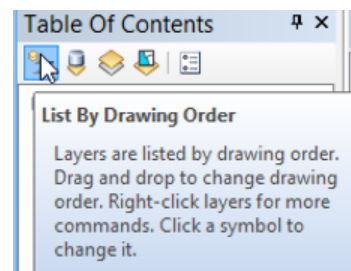 Table Of Contents
List By Drawing Order
Layers are listed by drawing order.
Drag and drop to change drawing
order. Right-click layers for more
commands. Click a symbol to
change it.